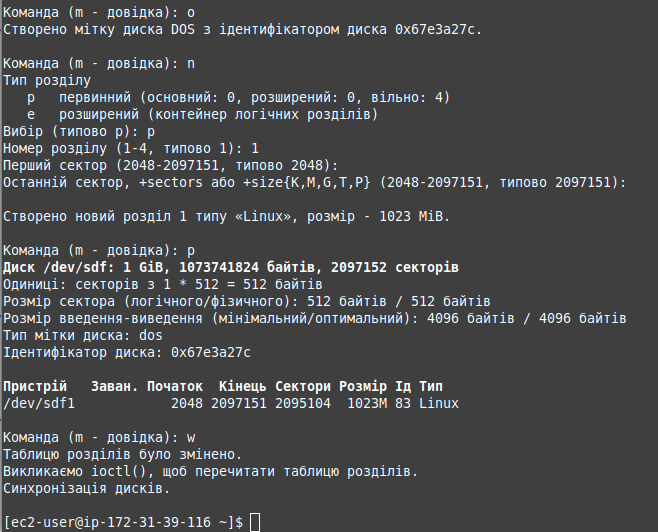 Команда (m - довідка): o
Створено мітку диска DOS з ідентифікатором диска 0x67e3a27c.
Команда (m - довідка): n
Тип розділу
p первинний (основний: 0, розширений: 0, вільно: 4)
e розширений (контейнер логічних розділів)
Вибір (типово p): p
Номер розділу (1-4, типово 1): 1
Перший сектор (2048-2097151, типово 2048):
Останній сектор, +sectors або +size{K,M,G,T,P} (2048-2097151, типово 2097151):
Створено новий розділ 1 типу «Linux», розмір - 1023 MiB.
Команда (m - довідка): p
Диск /dev/sdf: 1 GiB, 1073741824 байтів, 2097152 секторів
Одиниці: секторів з 1 * 512 = 512 байтів
Розмір сектора (логічного/фізичного): 512 байтів / 512 байтів
Розмір введення-виведення (мінімальний/оптимальний): 4096 байтів / 4096 байтів
Тип мітки диска: dos
Ідентифікатор диска: 0x67e3a27c
Пристрій Заван. Початок Кінець Сектори Розмір Ід Тип
/dev/sdf1 2048 2097151 2095104 1023M 83 Linux
Команда (m - довідка): w
Таблицю розділів було змінено.
Викликаємо ioctl(), щоб перечитати таблицю розділів.
Синхронізація дисків.
[ec2-user@ip-172-31-39-116 ~]$